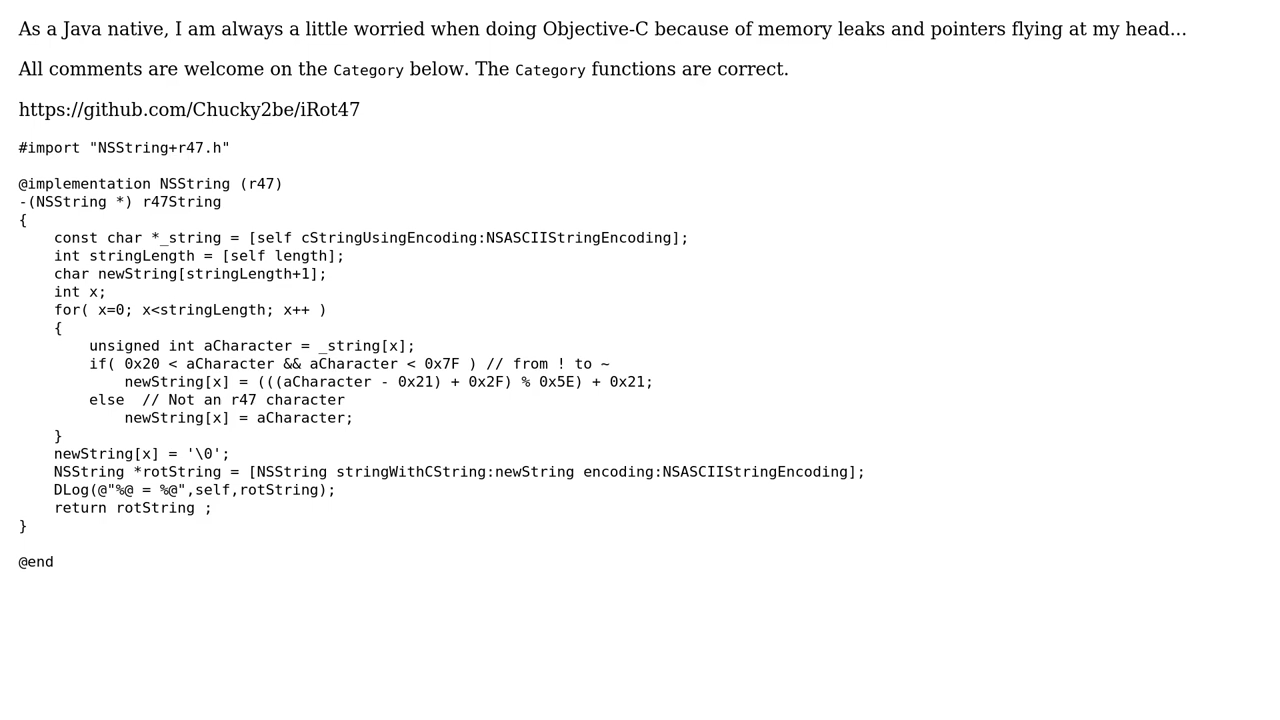 As a Java native, I am always a little worried when doing Objective-C because of memory leaks and pointers flying at my head...
All comments are welcome on the Category below. The Category functions are correct.
https://github.com/Chucky2be/iRot47
#import "NSString+r47.h"

@implementation NSString (r47)
-(NSString *) r47String
{
    const char *_string = [self cStringUsingEncoding:NSASCIIStringEncoding];
    int stringLength = [self length];
    char newString[stringLength+1];
    int x;
    for( x=0; x<stringLength; x++ )
    {
        unsigned int aCharacter = _string[x];
        if( 0x20 < aCharacter && aCharacter < 0x7F ) // from ! to ~
            newString[x] = (((aCharacter - 0x21) + 0x2F) % 0x5E) + 0x21;
        else  // Not an r47 character
            newString[x] = aCharacter;
    }
    newString[x] = '\0';
    NSString *rotString = [NSString stringWithCString:newString encoding:NSASCIIStringEncoding];
    DLog(@"%@ = %@",self,rotString);
    return rotString ;
}

@end